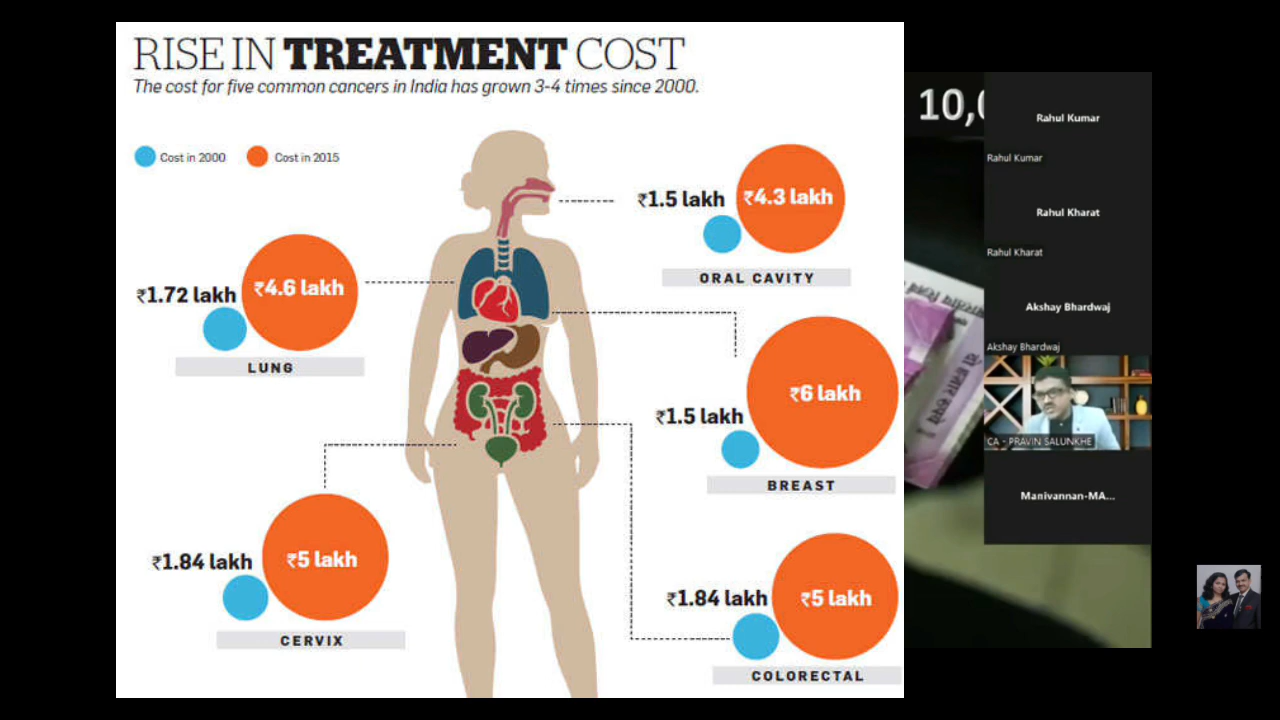 RISE IN TREATMENT COST
The cost for five common cancers in India has grown 3-4 times since 2000.
Cost in 2000
Cost in 2015
₹1.5 lakh
₹4.3 lakh
ORAL CAVITY
₹1.72 lakh
₹4.6 lakh
LUNG
₹1.5 lakh
₹6 lakh
BREAST
₹1.84 lakh
₹5 lakh
CERVIX
₹1.84 lakh
₹5 lakh
COLORECTAL
10,
Rahul Kumar
Rahul Kumar
Rahul Kharat
Rahul Kharat
Akshay Bhardwaj
Akshay Bhardwaj
CA - PRAVIN SALUNKHE
Manivannan-MA...